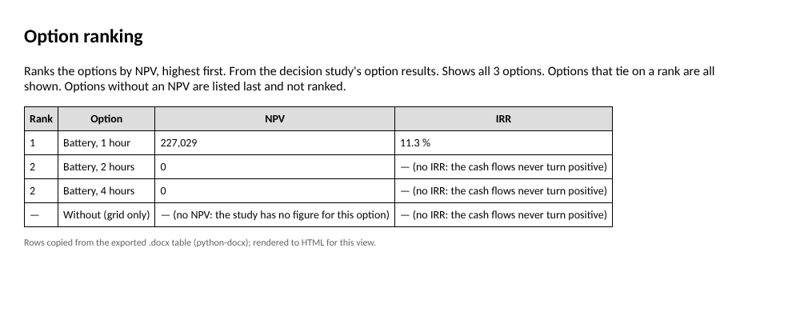 Option ranking
Ranks the options by NPV, highest first. From the decision study's option results. Shows all 3 options. Options that tie on a rank are all
shown. Options without an NPV are listed last and not ranked.
Rank Option NPV IRR
1 Battery, 1 hour 227,029 11.3 %
2 Battery, 2 hours 0 — (no IRR: the cash flows never turn positive)
2 Battery, 4 hours 0 — (no IRR: the cash flows never turn positive)
— Without (grid only) — (no NPV: the study has no figure for this option) — (no IRR: the cash flows never turn positive)
Rows copied from the exported .docx table (python-docx); rendered to HTML for this view.